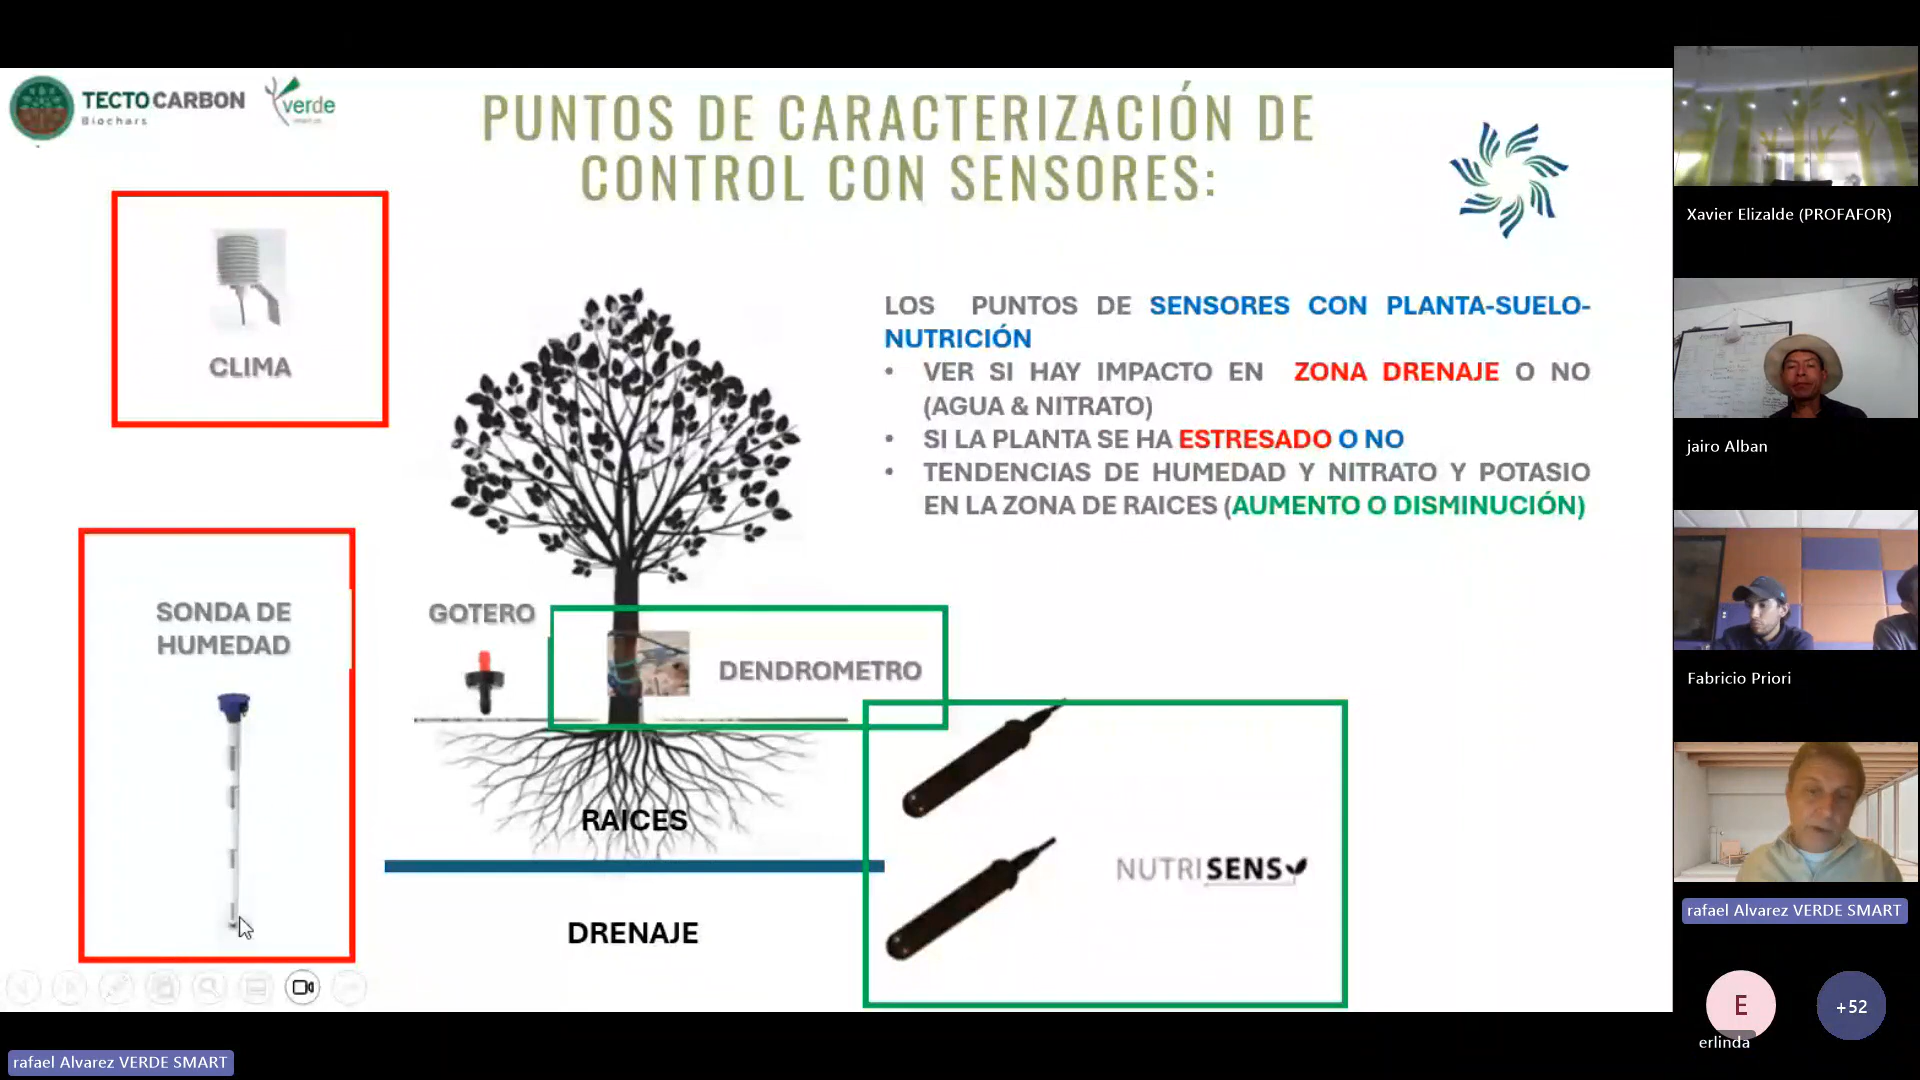 TECTOCARBON
Biochars
verde
PUNTOS DE CARACTERIZACIÓN DE
CONTROL CON SENSORES:
CLIMA
LOS PUNTOS DE SENSORES CON PLANTA-SUELO-
NUTRICIÓN
• VER SI HAY IMPACTO EN ZONA DRENAJE O NO
(AGUA & NITRATO)
• SI LA PLANTA SE HA ESTRESADO O NO
• TENDENCIAS DE HUMEDAD Y NITRATO Y POTASIO
EN LA ZONA DE RAICES (AUMENTO O DISMINUCIÓN)
SONDA DE
HUMEDAD
GOTERO
DENDROMETRO
RAICES
NUTRISENS
DRENAJE
Xavier Elizalde (PROFAFOR)
jairo Alban
Fabricio Priori
rafael Alvarez VERDE SMART
E
+52
erlinda
rafael Alvarez VERDE SMART